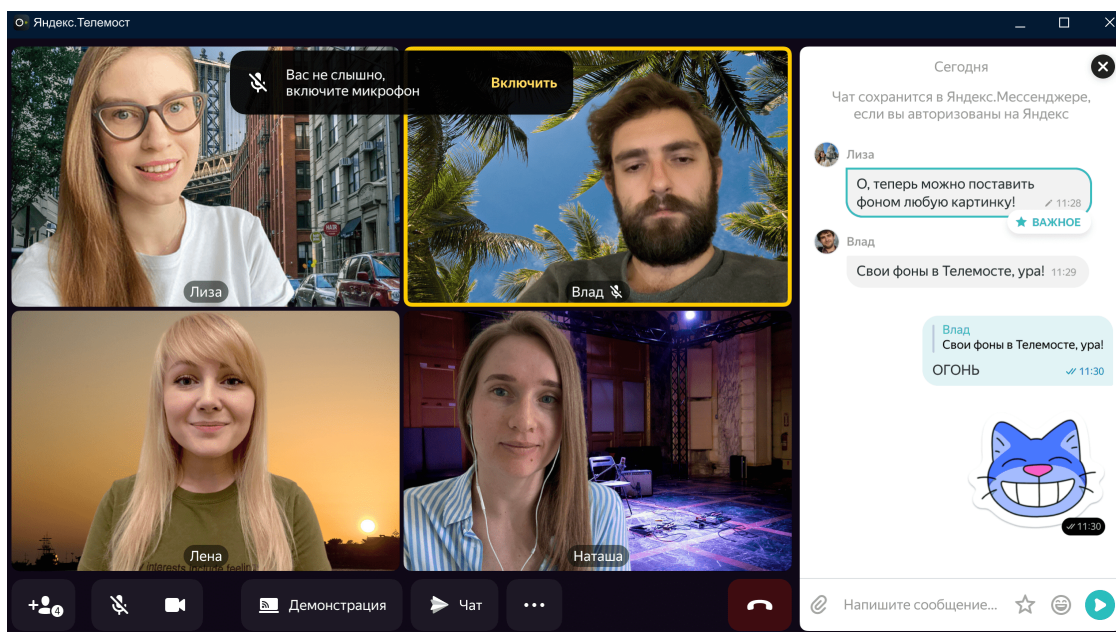 Яндекс.Телемост
Вас не слышно,
включите микрофон
Включить
Лиза
Влад
Лена
Наташа
4
Демонстрация
Чат
Сегодня
Чат сохранится в Яндекс.Мессенджере,
если вы авторизованы на Яндекс
Лиза
О, теперь можно поставить
фоном любую картинку! 11:28
ВАЖНОЕ
Влад
Свои фоны в Телемосте, ура! 11:29
Влад
Свои фоны в Телемосте, ура!
ОГОНЬ 11:30
11:30
Напишите сообщение...